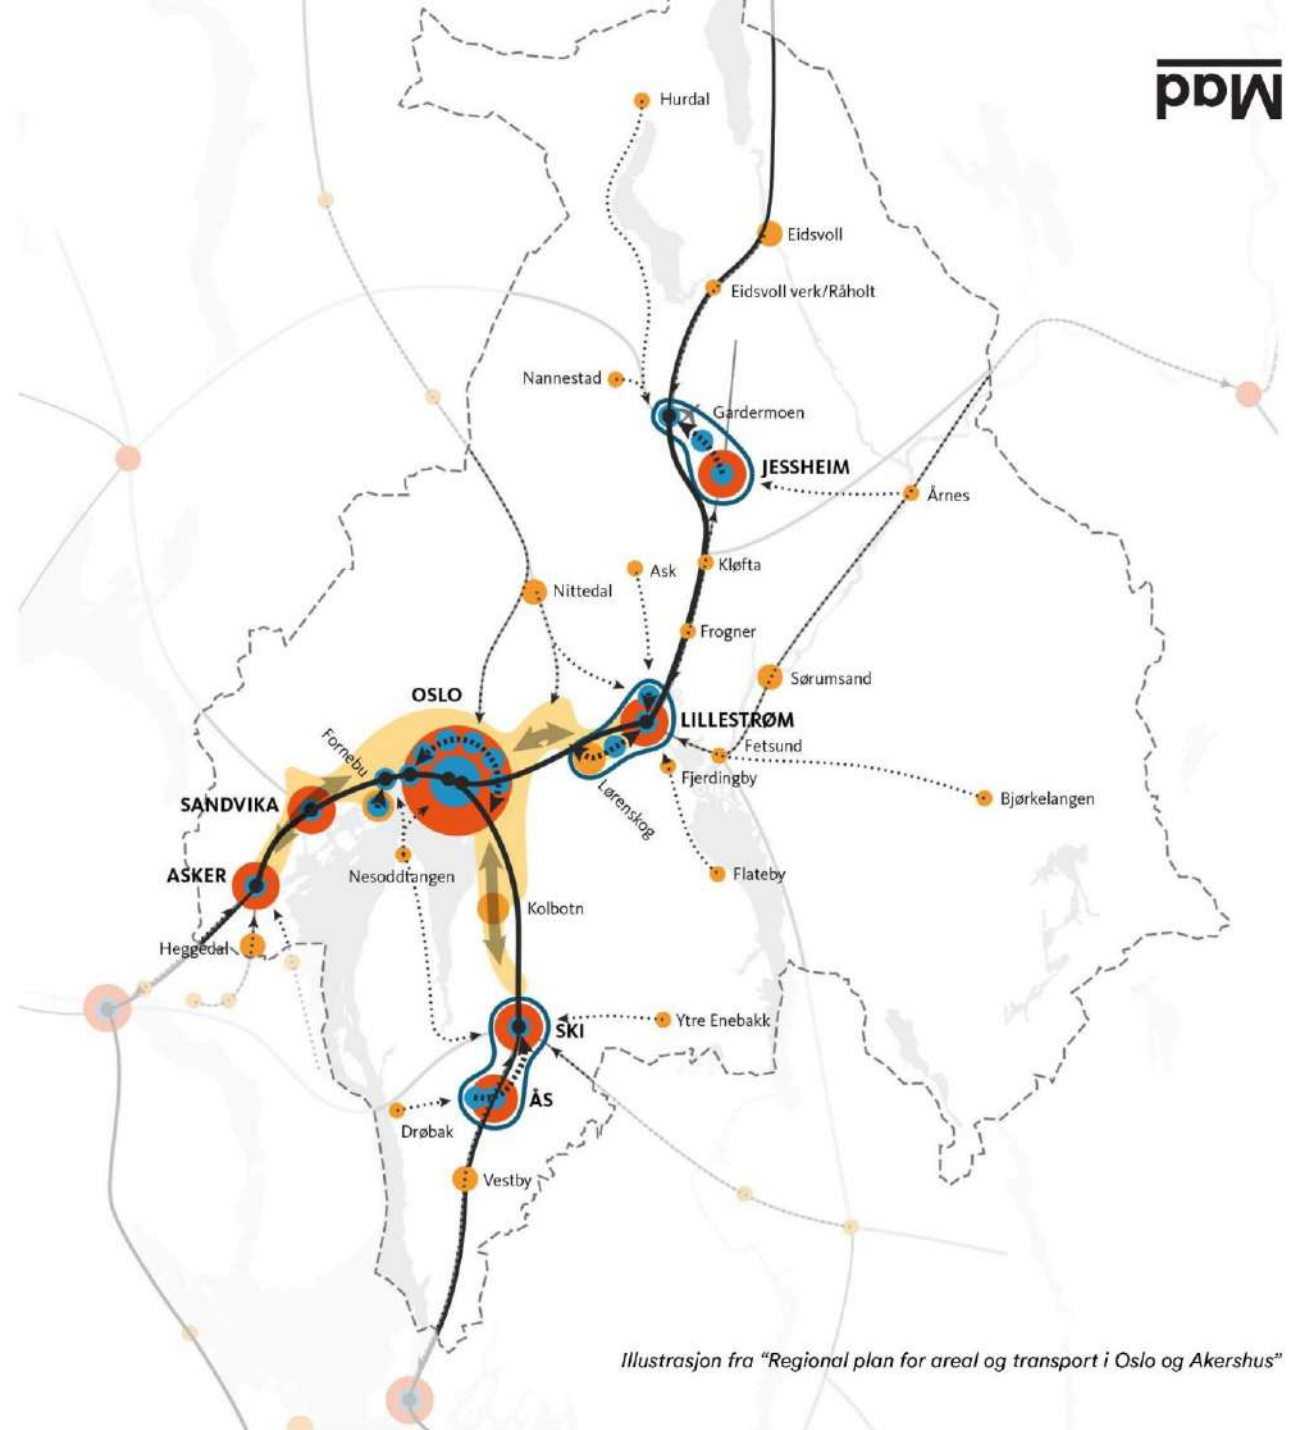 Mad
Hurdal
Eidsvoll
Eidsvoll verk/Råholt
Nannestad
Gardermoen
JESSHEIM
Årnes
Kløfta
Ask
Nittedal
Frogner
Sørumsand
OSLO
LILLESTRØM
Fetsund
Fornebu
Fjerdingby
SANDVIKA
Lørenskog
Bjørkelangen
ASKER
Nesoddtangen
Flateby
Kolbotn
Heggedal
Ytre Enebakk
SKI
ÅS
Drøbak
Vestby
Illustrasjon fra “Regional plan for areal og transport i Oslo og Akershus”